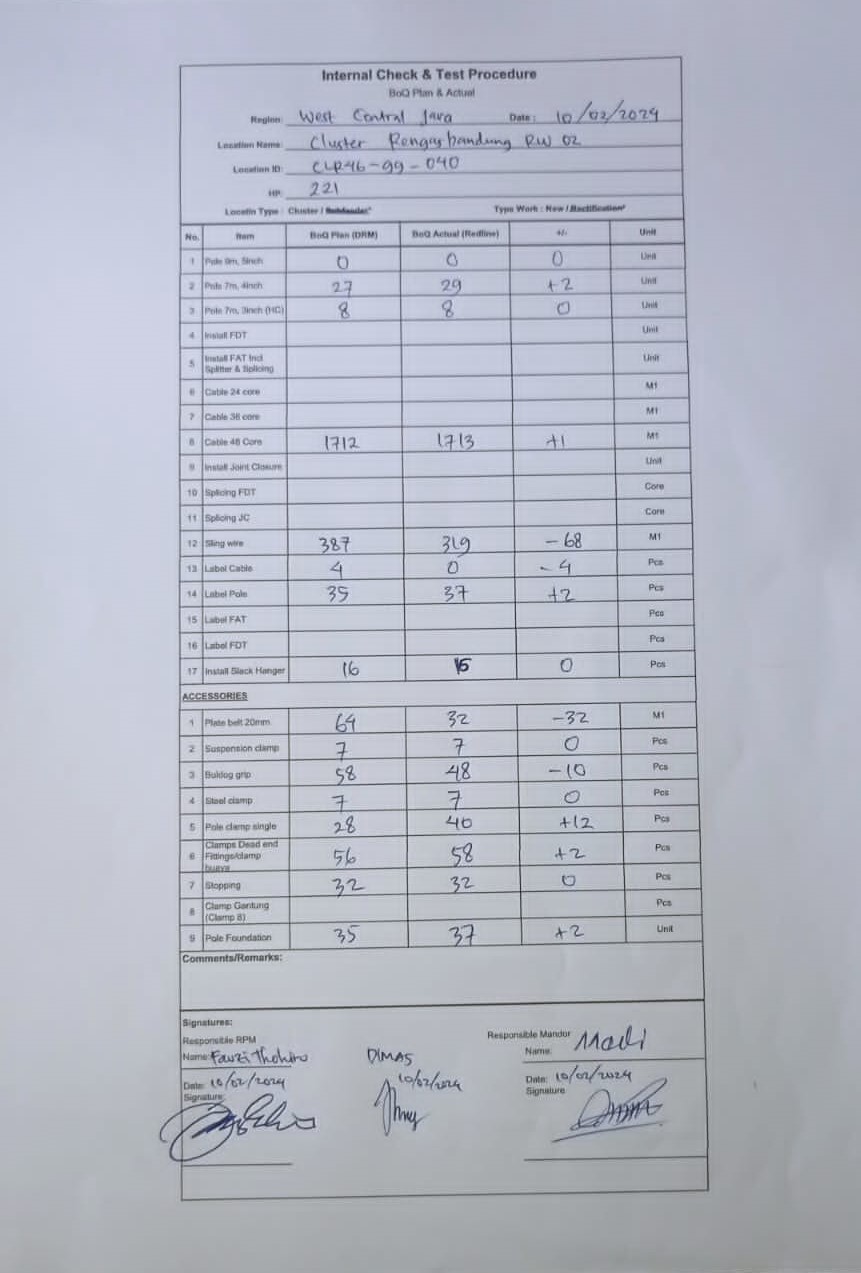 Internal Check & Test Procedure
BoQ Plan & Actual
Region: West Central Java Date: 10/02/2024
Location Name: Cluster Rengasbandung RW 02
Location ID: CLR46-99-040
HP: 221
Locatin Type : Cluster / Type Work : New / Rectification*
No. Item BoQ Plan (DRM) BoQ Actual (Redline) +/- Unit
1 Pole 9m, 5inch 0 0 0 Unit
2 Pole 7m, 4inch 27 29 +2 Unit
3 Pole 7m, 3inch (HC) 8 8 0 Unit
4 Install FDT Unit
5 Install FAT Incl Splitter & Splicing Unit
6 Cable 24 core M1
7 Cable 36 core M1
8 Cable 48 Core 1712 1713 +1 M1
9 Install Joint Closure Unit
10 Splicing FDT Core
11 Splicing JC Core
12 Sling wire 387 319 -68 M1
13 Label Cable 4 0 -4 Pcs
14 Label Pole 35 37 +2 Pcs
15 Label FAT Pcs
16 Label FDT Pcs
17 Install Slack Hanger 16 0 Pcs
ACCESSORIES
1 Plate belt 20mm 64 32 -32 M1
2 Suspension clamp 7 7 0 Pcs
3 Buldog grip 58 48 -10 Pcs
4 Steel clamp 7 7 0 Pcs
5 Pole clamp single 28 40 +12 Pcs
6 Clamps Dead end Fittings/clamp buaya 56 58 +2 Pcs
7 Stopping 32 32 0 Pcs
8 Clamp Gantung (Clamp 8) Pcs
9 Pole Foundation 35 37 +2 Unit
Comments/Remarks:
Signatures:
Responsible RPM Responsible Mandor
Name: Fauzi DIMAS Name: Madi
Date: 10/02/2024 10/02/2024 Date: 10/02/2024
Signature: Signature